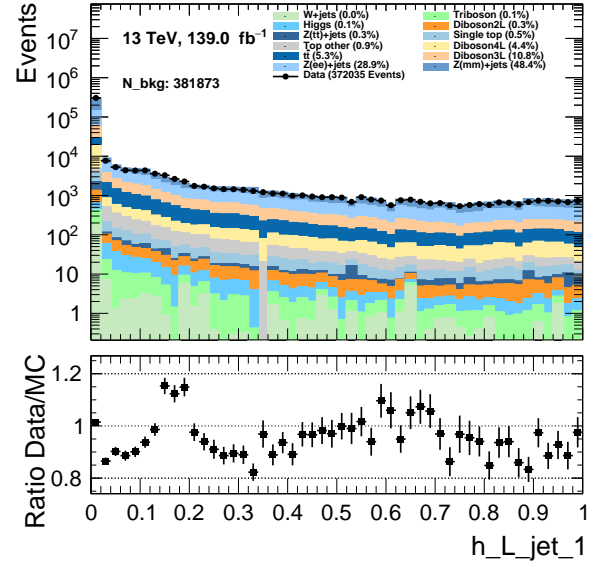 Events
10⁷
10⁶
10⁵
10⁴
10³
10²
10
1
13 TeV, 139.0 fb⁻¹
N_bkg: 381873
W+jets (0.0%)
Higgs (0.1%)
Z(tt)+jets (0.3%)
Top other (0.9%)
tt̄ (5.3%)
Z(ee)+jets (28.9%)
Data (372035 Events)
Triboson (0.1%)
Diboson2L (0.3%)
Single top (0.5%)
Diboson4L (4.4%)
Diboson3L (10.8%)
Z(mm)+jets (48.4%)
Ratio Data/MC
1.2
1
0.8
0 0.1 0.2 0.3 0.4 0.5 0.6 0.7 0.8 0.9 1
h_L_jet_1